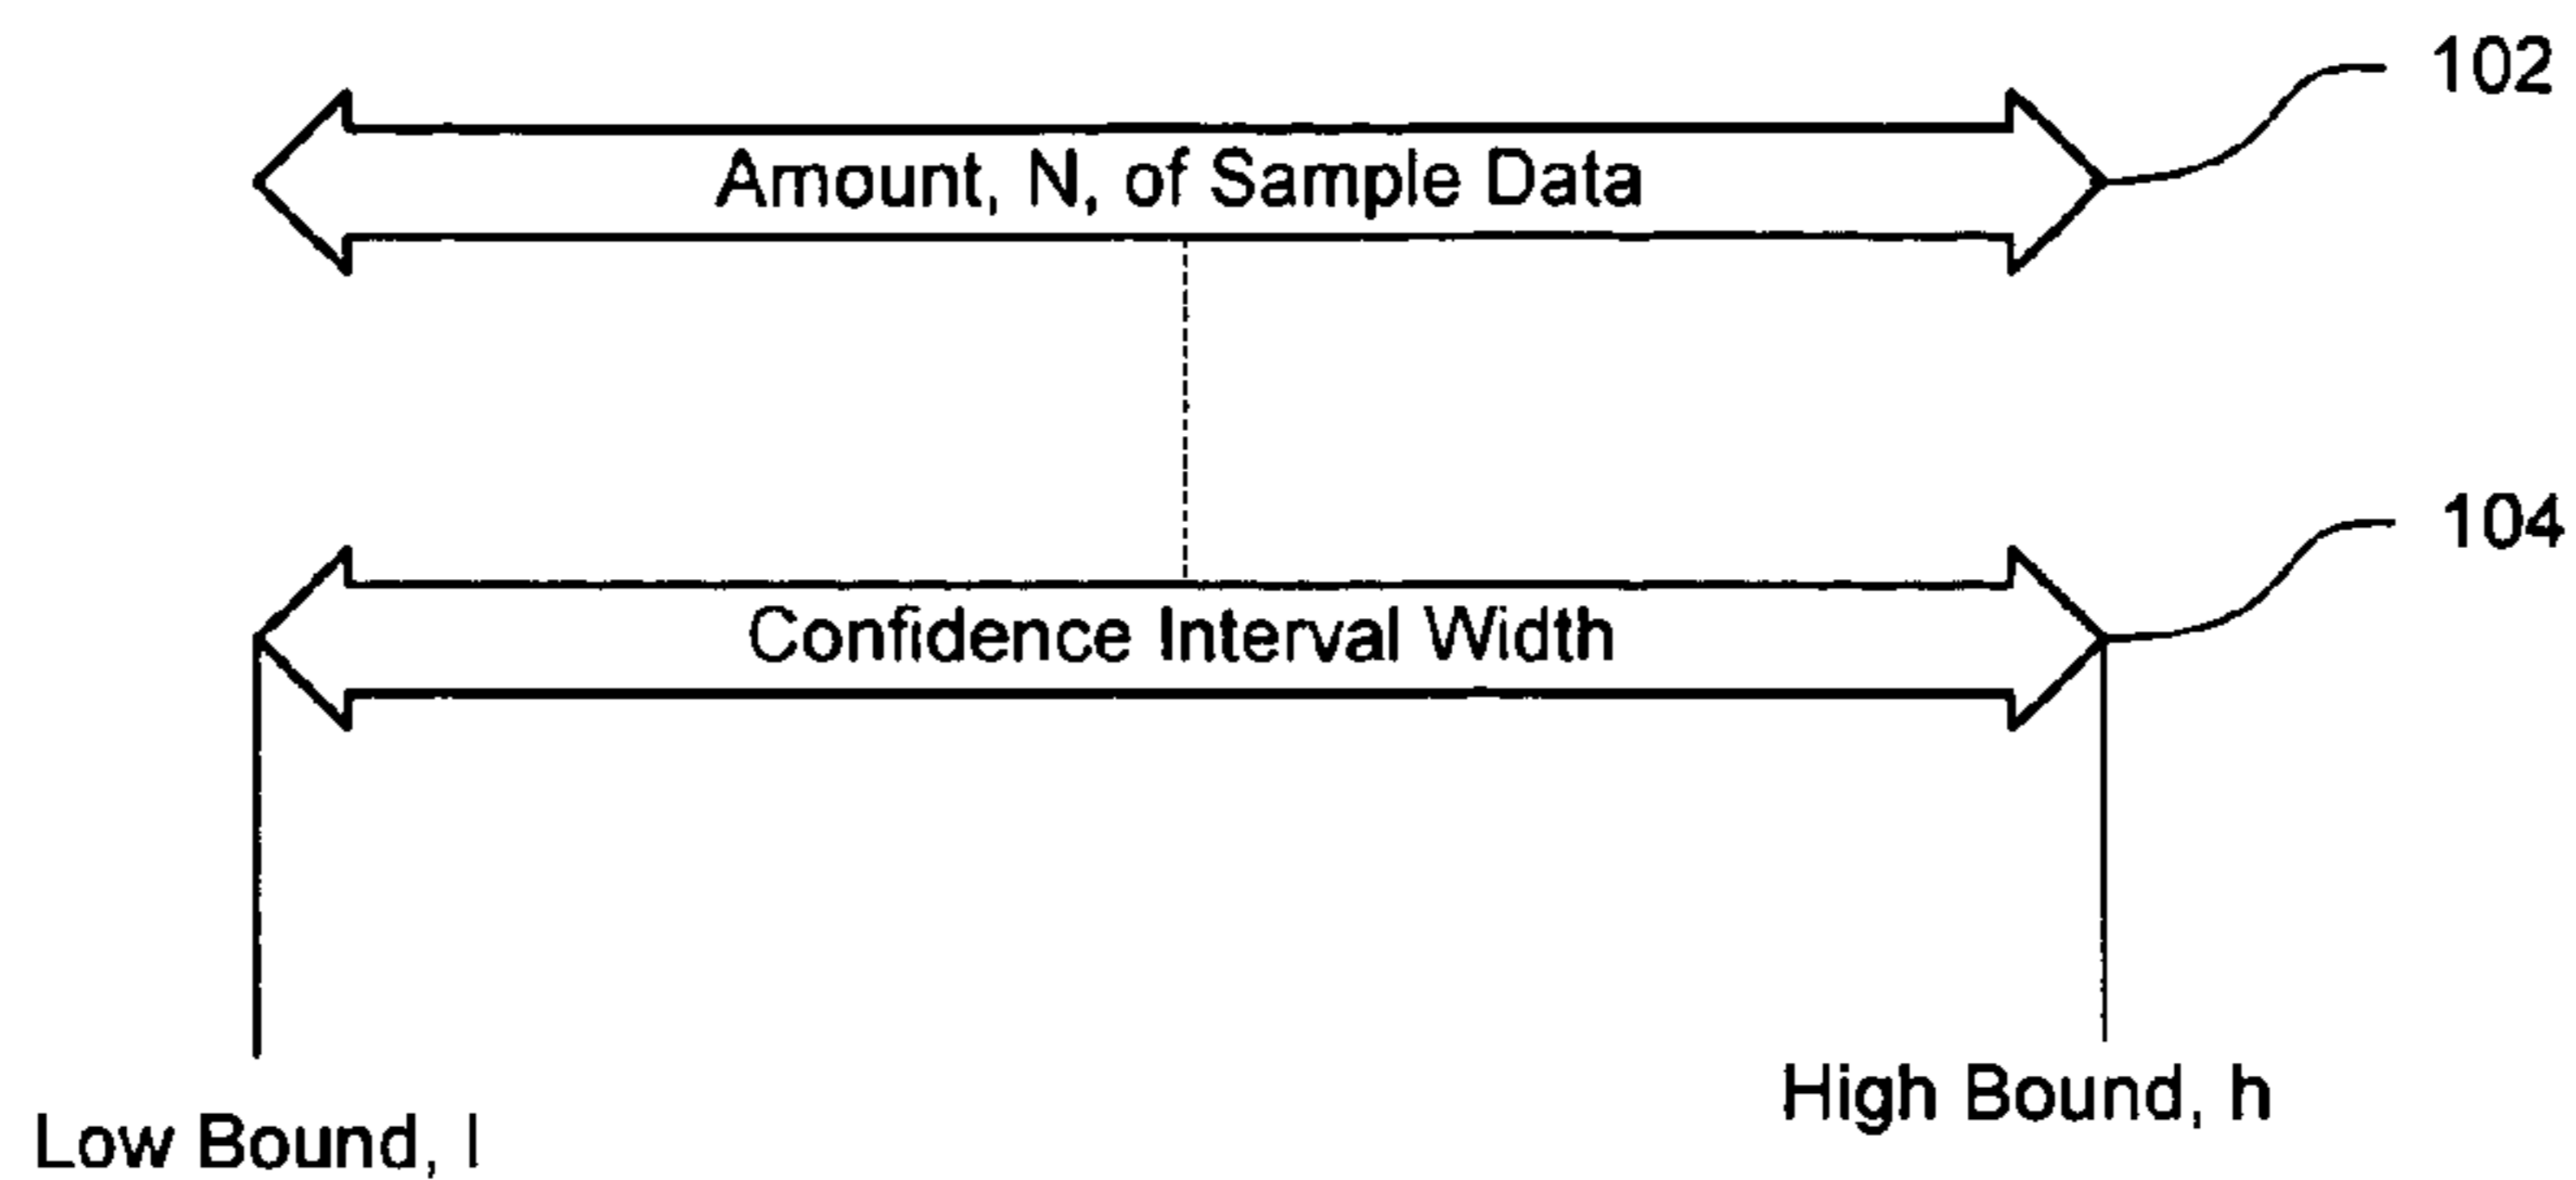 102
Amount, N, of Sample Data
104
Confidence Interval Width
High Bound, h
Low Bound, l